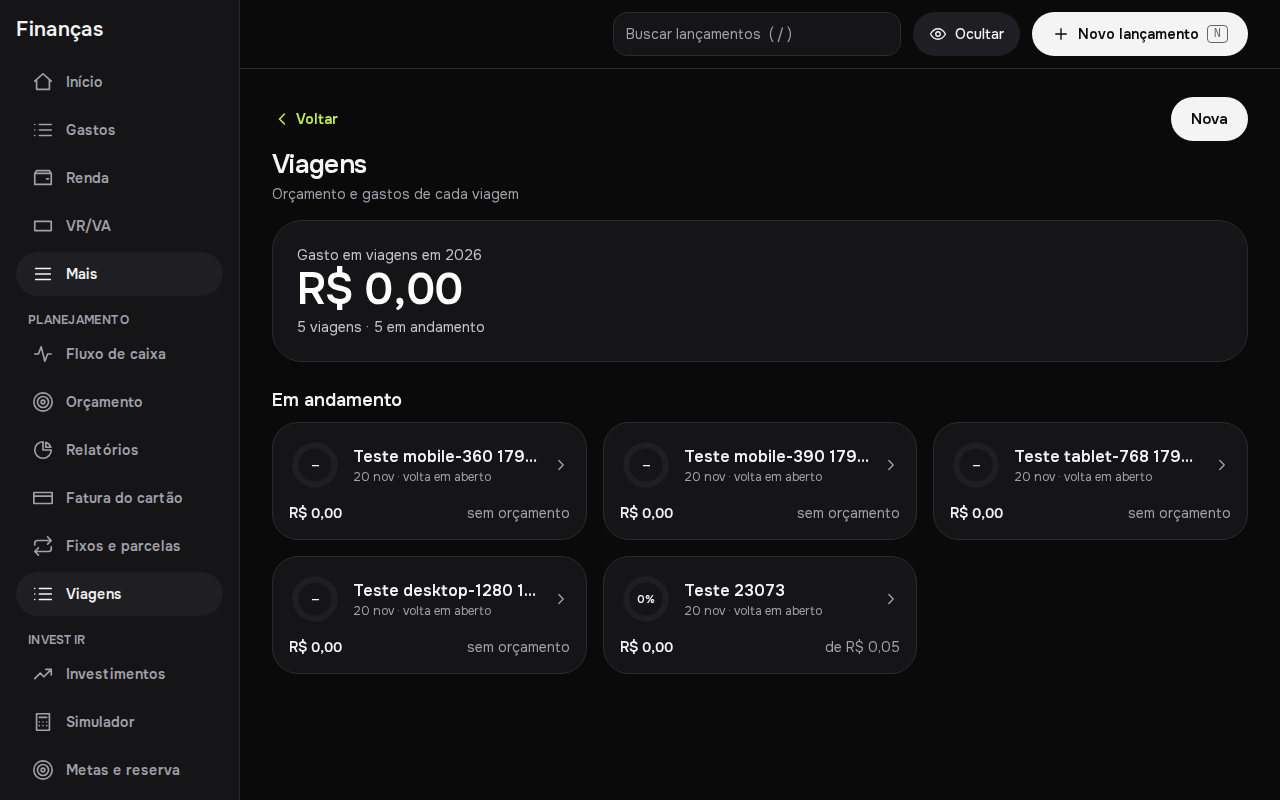 Finanças
Início
Gastos
Renda
VR/VA
Mais
PLANEJAMENTO
Fluxo de caixa
Orçamento
Relatórios
Fatura do cartão
Fixos e parcelas
Viagens
INVESTIR
Investimentos
Simulador
Metas e reserva
Buscar lançamentos ( / )
Ocultar
Novo lançamento N
Voltar
Nova
Viagens
Orçamento e gastos de cada viagem
Gasto em viagens em 2026
R$ 0,00
5 viagens · 5 em andamento
Em andamento
–
Teste mobile-360 179...
20 nov · volta em aberto
R$ 0,00 sem orçamento
–
Teste mobile-390 179...
20 nov · volta em aberto
R$ 0,00 sem orçamento
–
Teste tablet-768 179...
20 nov · volta em aberto
R$ 0,00 sem orçamento
–
Teste desktop-1280 1...
20 nov · volta em aberto
R$ 0,00 sem orçamento
0%
Teste 23073
20 nov · volta em aberto
R$ 0,00 de R$ 0,05